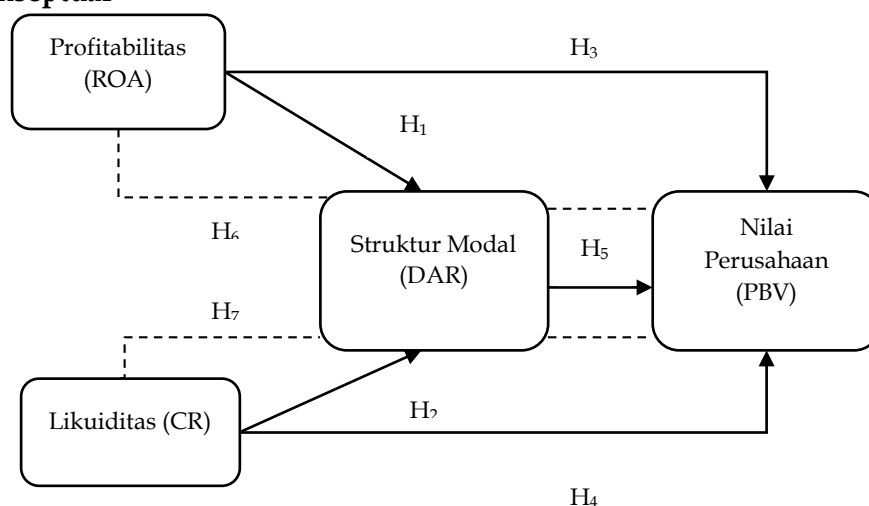 Profitabilitas
(ROA)
H₃
H₁
H₆
Struktur Modal
(DAR)
H₅
Nilai
Perusahaan
(PBV)
H₇
Likuiditas (CR)
H₂
H₄